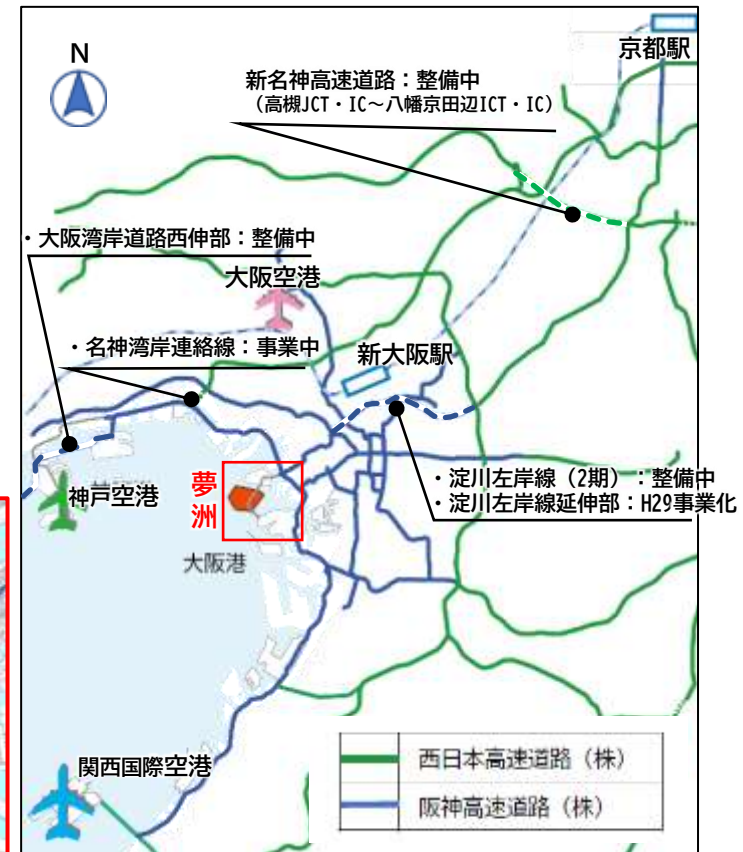 N
京都駅
新名神高速道路：整備中
（高槻JCT・IC～八幡京田辺ICT・IC）
・大阪湾岸道路西伸部：整備中
大阪空港
・名神湾岸連絡線：事業中
新大阪駅
神戸空港
夢
洲
・淀川左岸線（2期）：整備中
・淀川左岸線延伸部：H29事業化
大阪港
関西国際空港
西日本高速道路（株）
阪神高速道路（株）